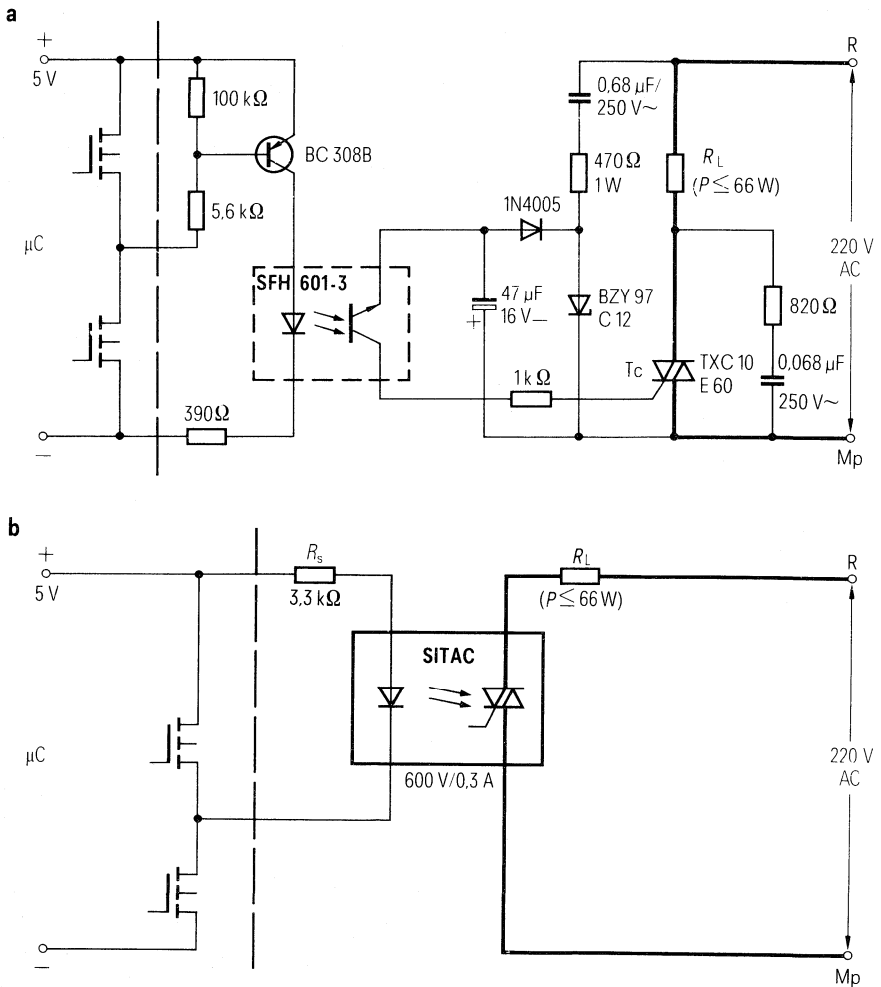 a
+
5 V
100 kΩ
BC 308B
5,6 kΩ
µC
SFH 601-3
390Ω
1N4005
47 µF
16 V—
+
1 kΩ
0,68 µF/
250 V~
470Ω
1 W
BZY 97
C 12
RL
(P ≤ 66 W)
Tc
TXC 10
E 60
820Ω
0,068 µF
250 V~
R
220 V
AC
Mp
—
b
+
5 V
Rs
3,3 kΩ
µC
SITAC
600 V/0,3 A
RL
(P ≤ 66 W)
R
220 V
AC
Mp
—